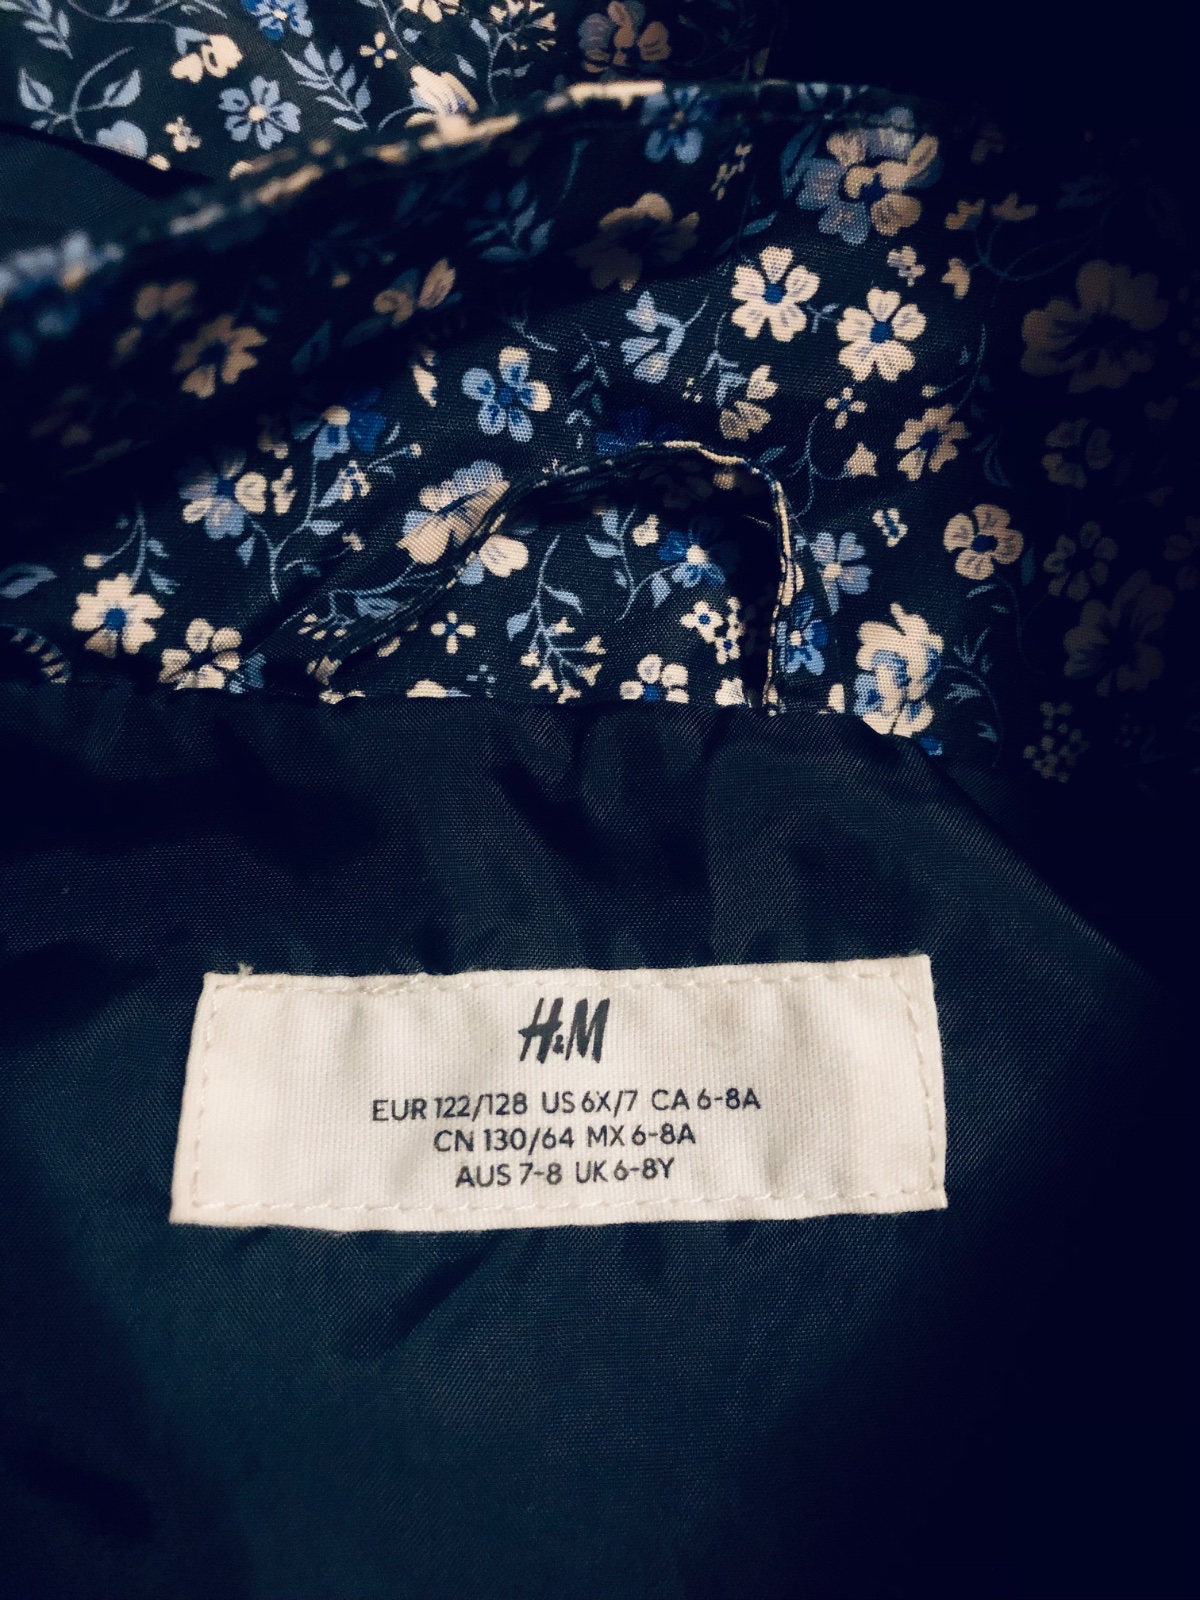 H&M
EUR 122/128 US 6X/7 CA 6-8A
CN 130/64 MX 6-8A
AUS 7-8 UK 6-8Y